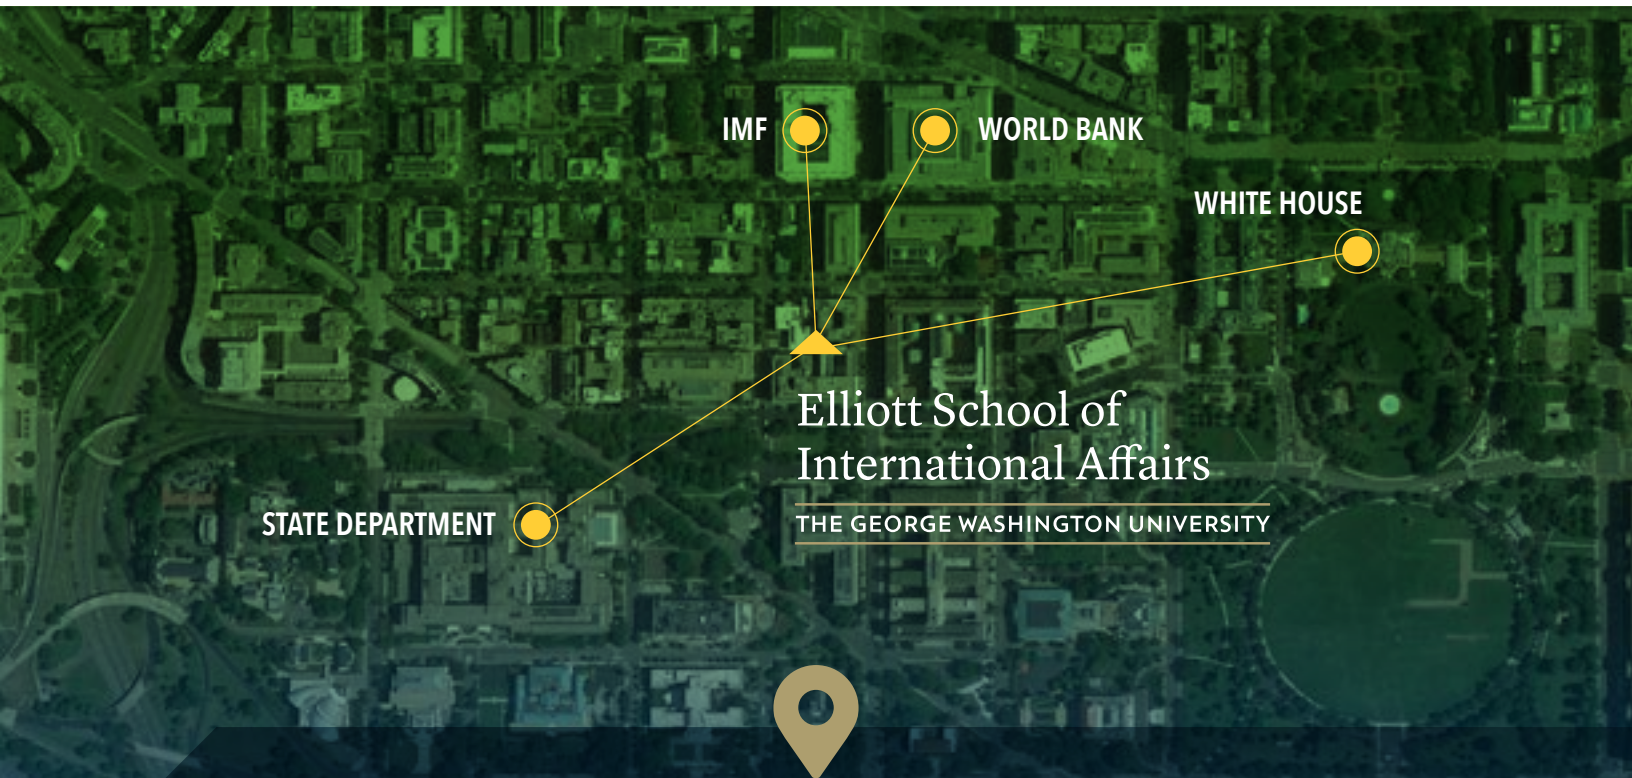 IMF
WORLD BANK
WHITE HOUSE
Elliott School of
International Affairs
THE GEORGE WASHINGTON UNIVERSITY
STATE DEPARTMENT